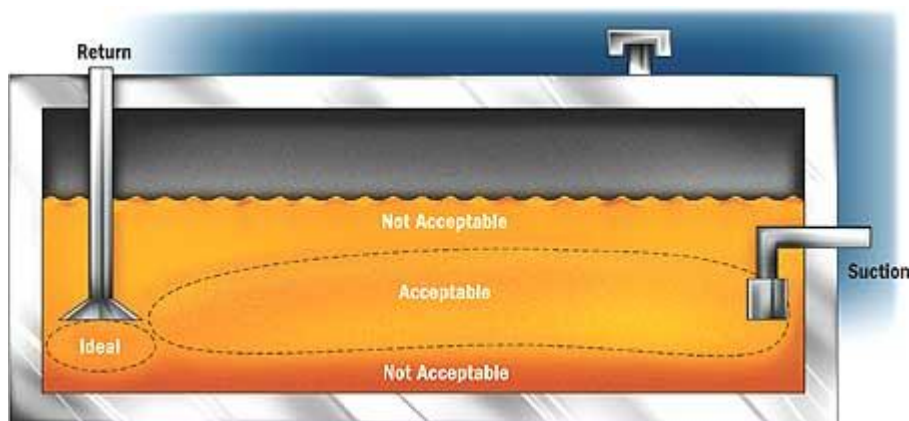 Return
Not Acceptable
Suction
Acceptable
Ideal
Not Acceptable